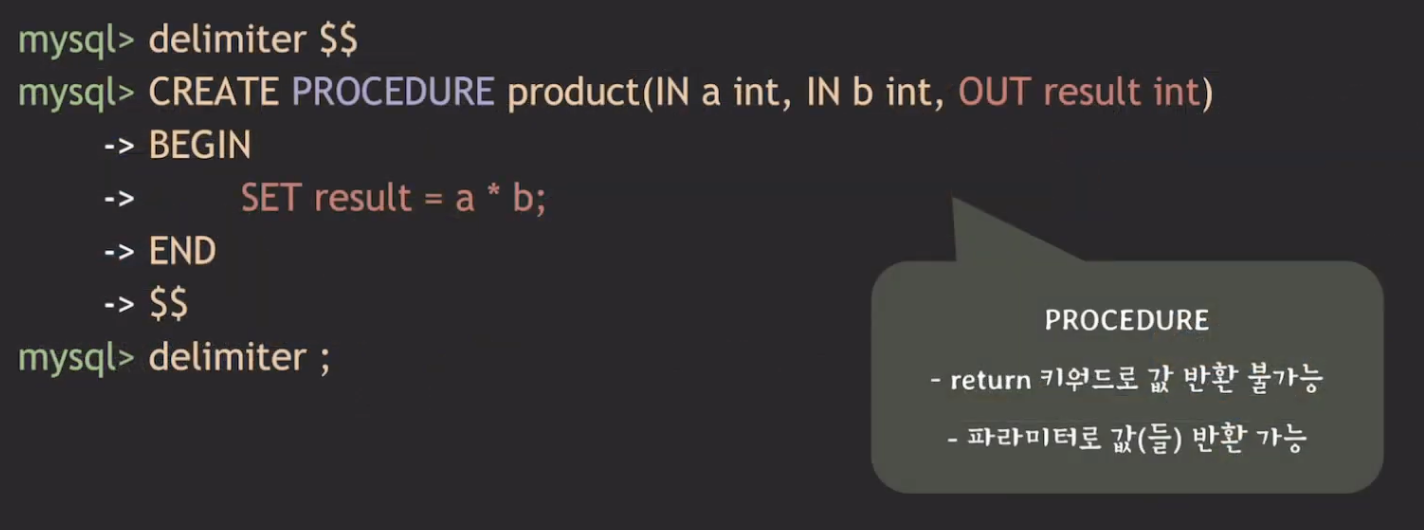 mysql> delimiter $$
mysql> CREATE PROCEDURE product(IN a int, IN b int, OUT result int)
-> BEGIN
-> SET result = a * b;
-> END
-> $$
mysql> delimiter ;
PROCEDURE
- return 키워드로 값 반환 불가능
- 파라미터로 값(들) 반환 가능